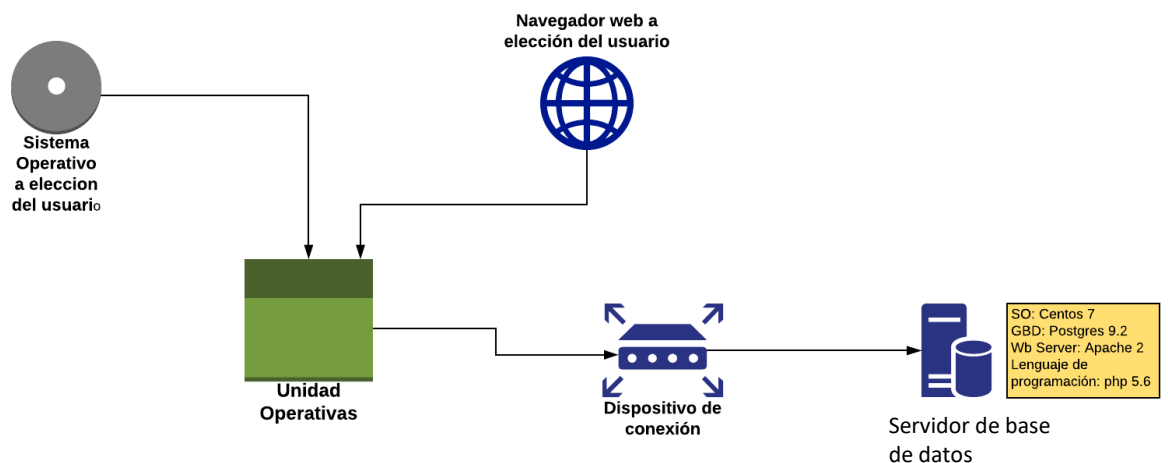 Navegador web a
elección del usuario
Sistema
Operativo
a eleccion
del usuario
Unidad
Operativas
Dispositivo de
conexión
SO: Centos 7
GBD: Postgres 9.2
Wb Server: Apache 2
Lenguaje de
programación: php 5.6
Servidor de base
de datos